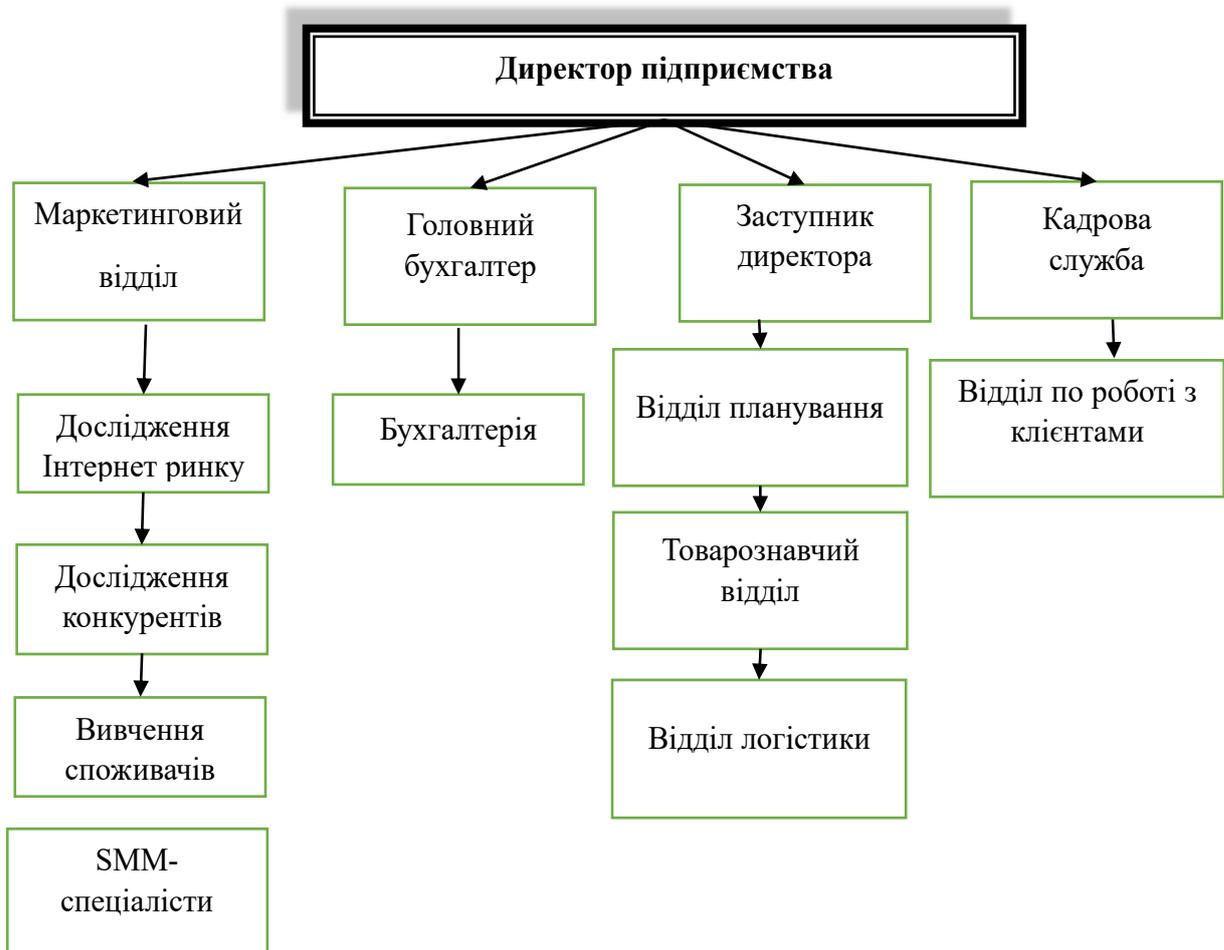 Директор підприємства
Маркетинговий
відділ
Головний
бухгалтер
Заступник
директора
Кадрова
служба
Дослідження
Інтернет ринку
Бухгалтерія
Відділ планування
Відділ по роботі з
клієнтами
Дослідження
конкурентів
Товарознавчий
відділ
Вивчення
споживачів
Відділ логістики
SMM-
спеціалісти